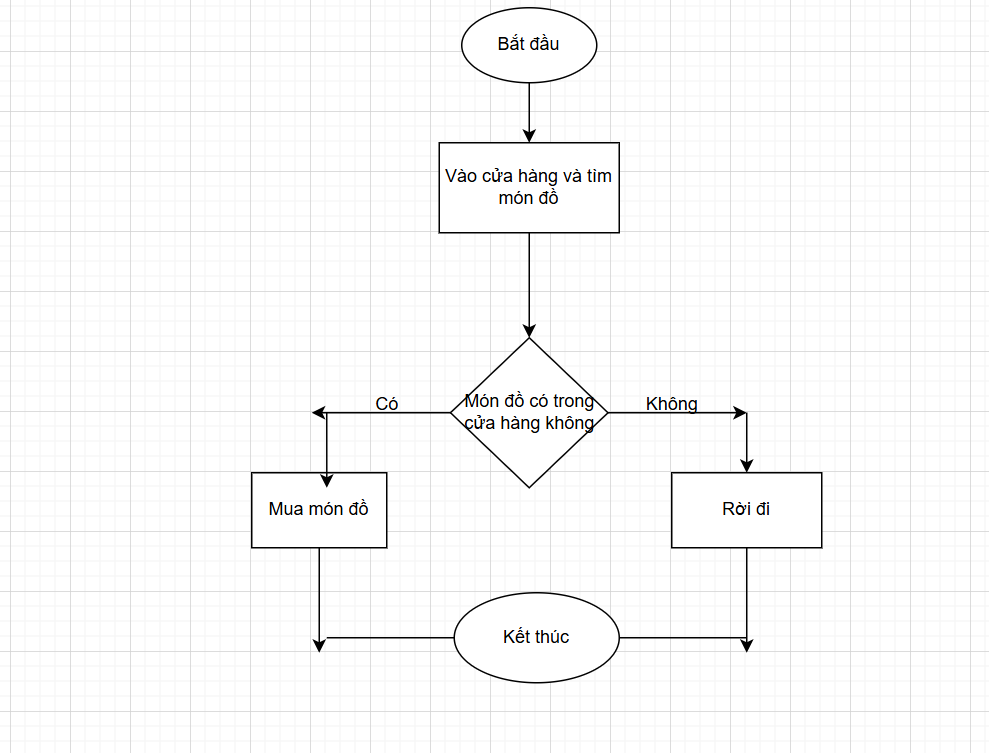 Bắt đầu
Vào cửa hàng và tìm
món đồ
Có
Món đồ có trong
cửa hàng không
Không
Mua món đồ
Rời đi
Kết thúc